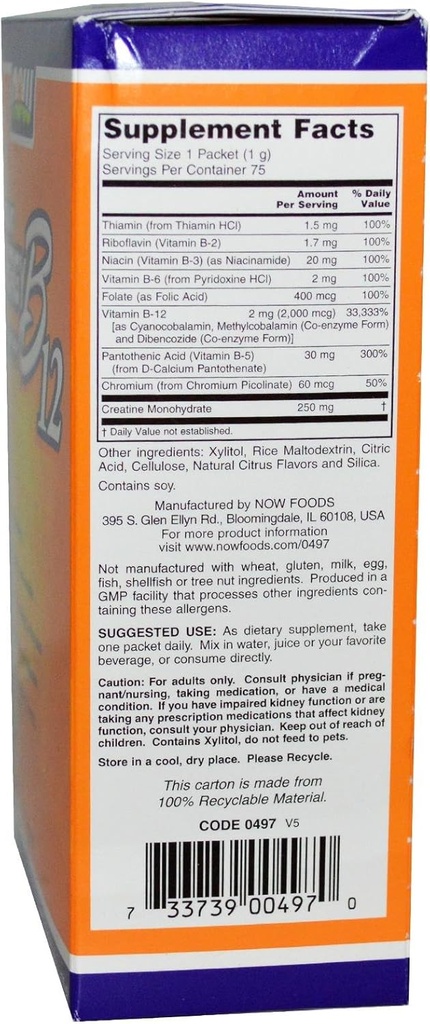 Supplement Facts
Serving Size 1 Packet (1 g)
Servings Per Container 75
Amount Per Serving % Daily Value
Thiamin (from Thiamin HCl) 1.5 mg 100%
Riboflavin (Vitamin B-2) 1.7 mg 100%
Niacin (Vitamin B-3) (as Niacinamide) 20 mg 100%
Vitamin B-6 (from Pyridoxine HCl) 2 mg 100%
Folate (as Folic Acid) 400 mcg 100%
Vitamin B-12 2 mg (2,000 mcg) 33,333%
[as Cyanocobalamin, Methylcobalamin (Co-enzyme Form)
and Dibencozide (Co-enzyme Form)]
Pantothenic Acid (Vitamin B-5) 30 mg 300%
(from D-Calcium Pantothenate)
Chromium (from Chromium Picolinate) 60 mcg 50%
Creatine Monohydrate 250 mg †
† Daily Value not established.
Other ingredients: Xylitol, Rice Maltodextrin, Citric
Acid, Cellulose, Natural Citrus Flavors and Silica.
Contains soy.
Manufactured by NOW FOODS
395 S. Glen Ellyn Rd., Bloomingdale, IL 60108, USA
For more product information
visit www.nowfoods.com/0497
Not manufactured with wheat, gluten, milk, egg,
fish, shellfish or tree nut ingredients. Produced in a
GMP facility that processes other ingredients con-
taining these allergens.
SUGGESTED USE: As dietary supplement, take
one packet daily. Mix in water, juice or your favorite
beverage, or consume directly.
Caution: For adults only. Consult physician if preg-
nant/nursing, taking medication, or have a medical
condition. If you have impaired kidney function or are
taking any prescription medications that affect kidney
function, consult your physician. Keep out of reach of
children. Contains Xylitol, do not feed to pets.
Store in a cool, dry place. Please Recycle.
This carton is made from
100% Recyclable Material.
CODE 0497 V5
7 33739 00497 0
B12